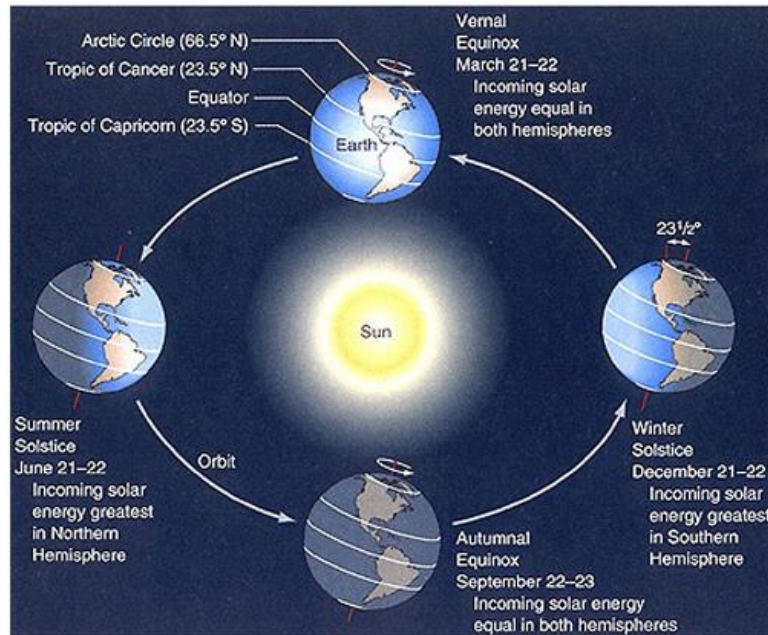 Arctic Circle (66.5° N)
Tropic of Cancer (23.5° N)
Equator
Tropic of Capricorn (23.5° S)
Earth
Vernal
Equinox
March 21–22
Incoming solar
energy equal in
both hemispheres
23½°
Sun
Summer
Solstice
June 21–22
Incoming solar
energy greatest
in Northern
Hemisphere
Orbit
Autumnal
Equinox
September 22–23
Incoming solar energy
equal in both hemispheres
Winter
Solstice
December 21–22
Incoming solar
energy greatest
in Southern
Hemisphere